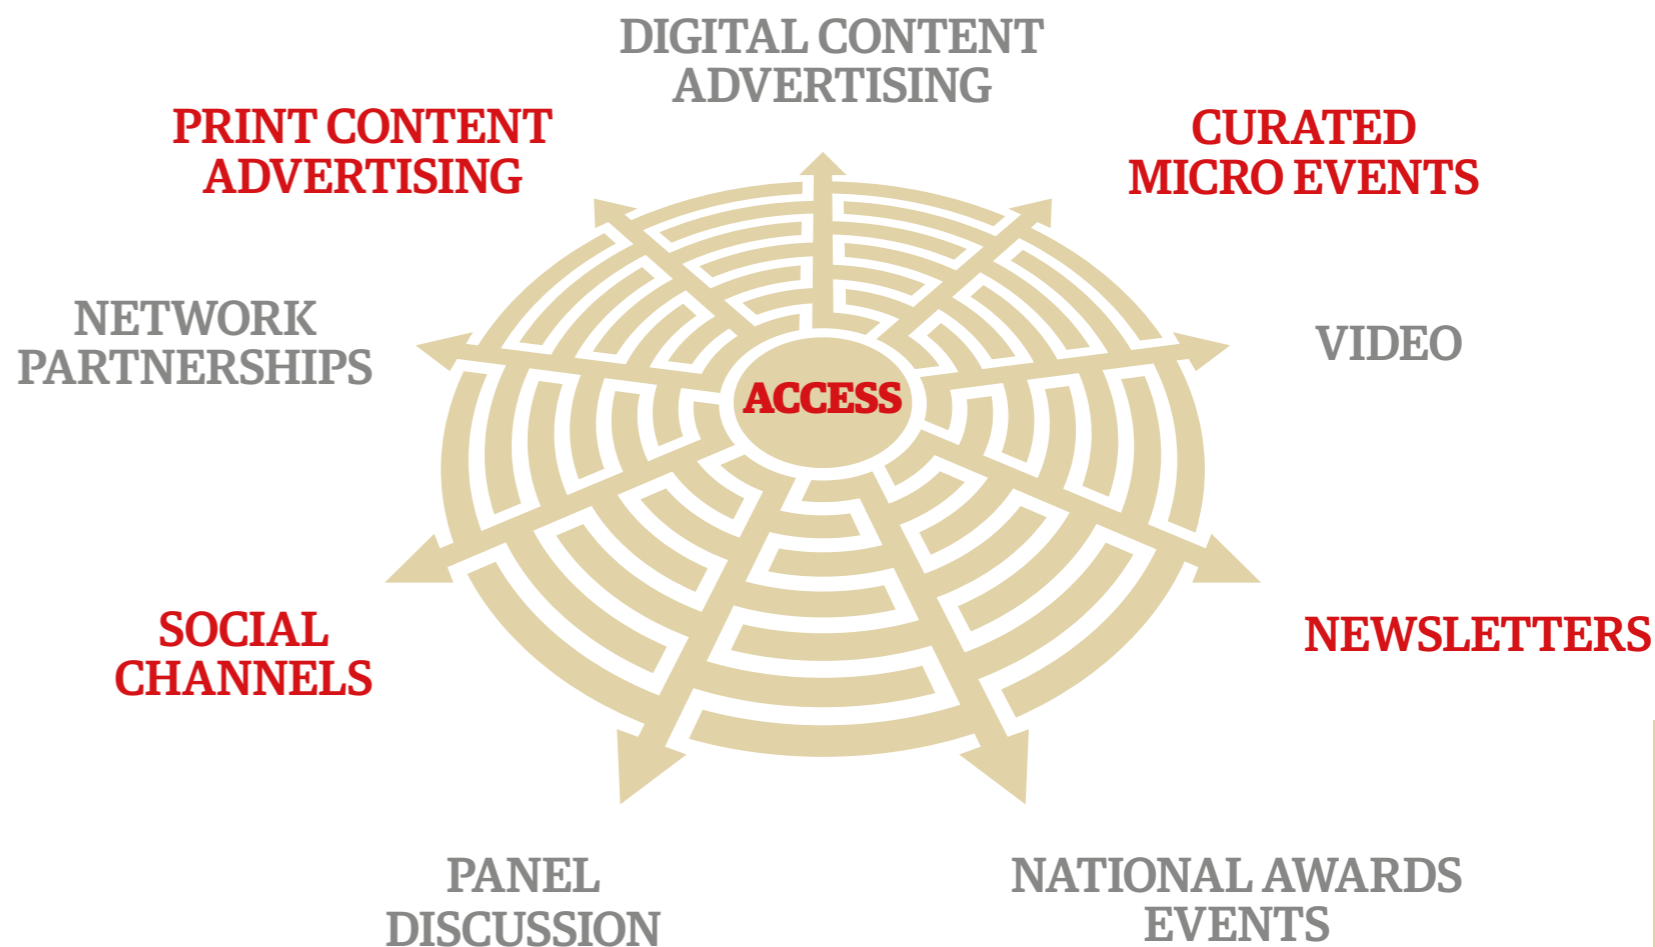 DIGITAL CONTENT
ADVERTISING
PRINT CONTENT
ADVERTISING
CURATED
MICRO EVENTS
NETWORK
PARTNERSHIPS
VIDEO
ACCESS
SOCIAL
CHANNELS
NEWSLETTERS
PANEL
DISCUSSION
NATIONAL AWARDS
EVENTS